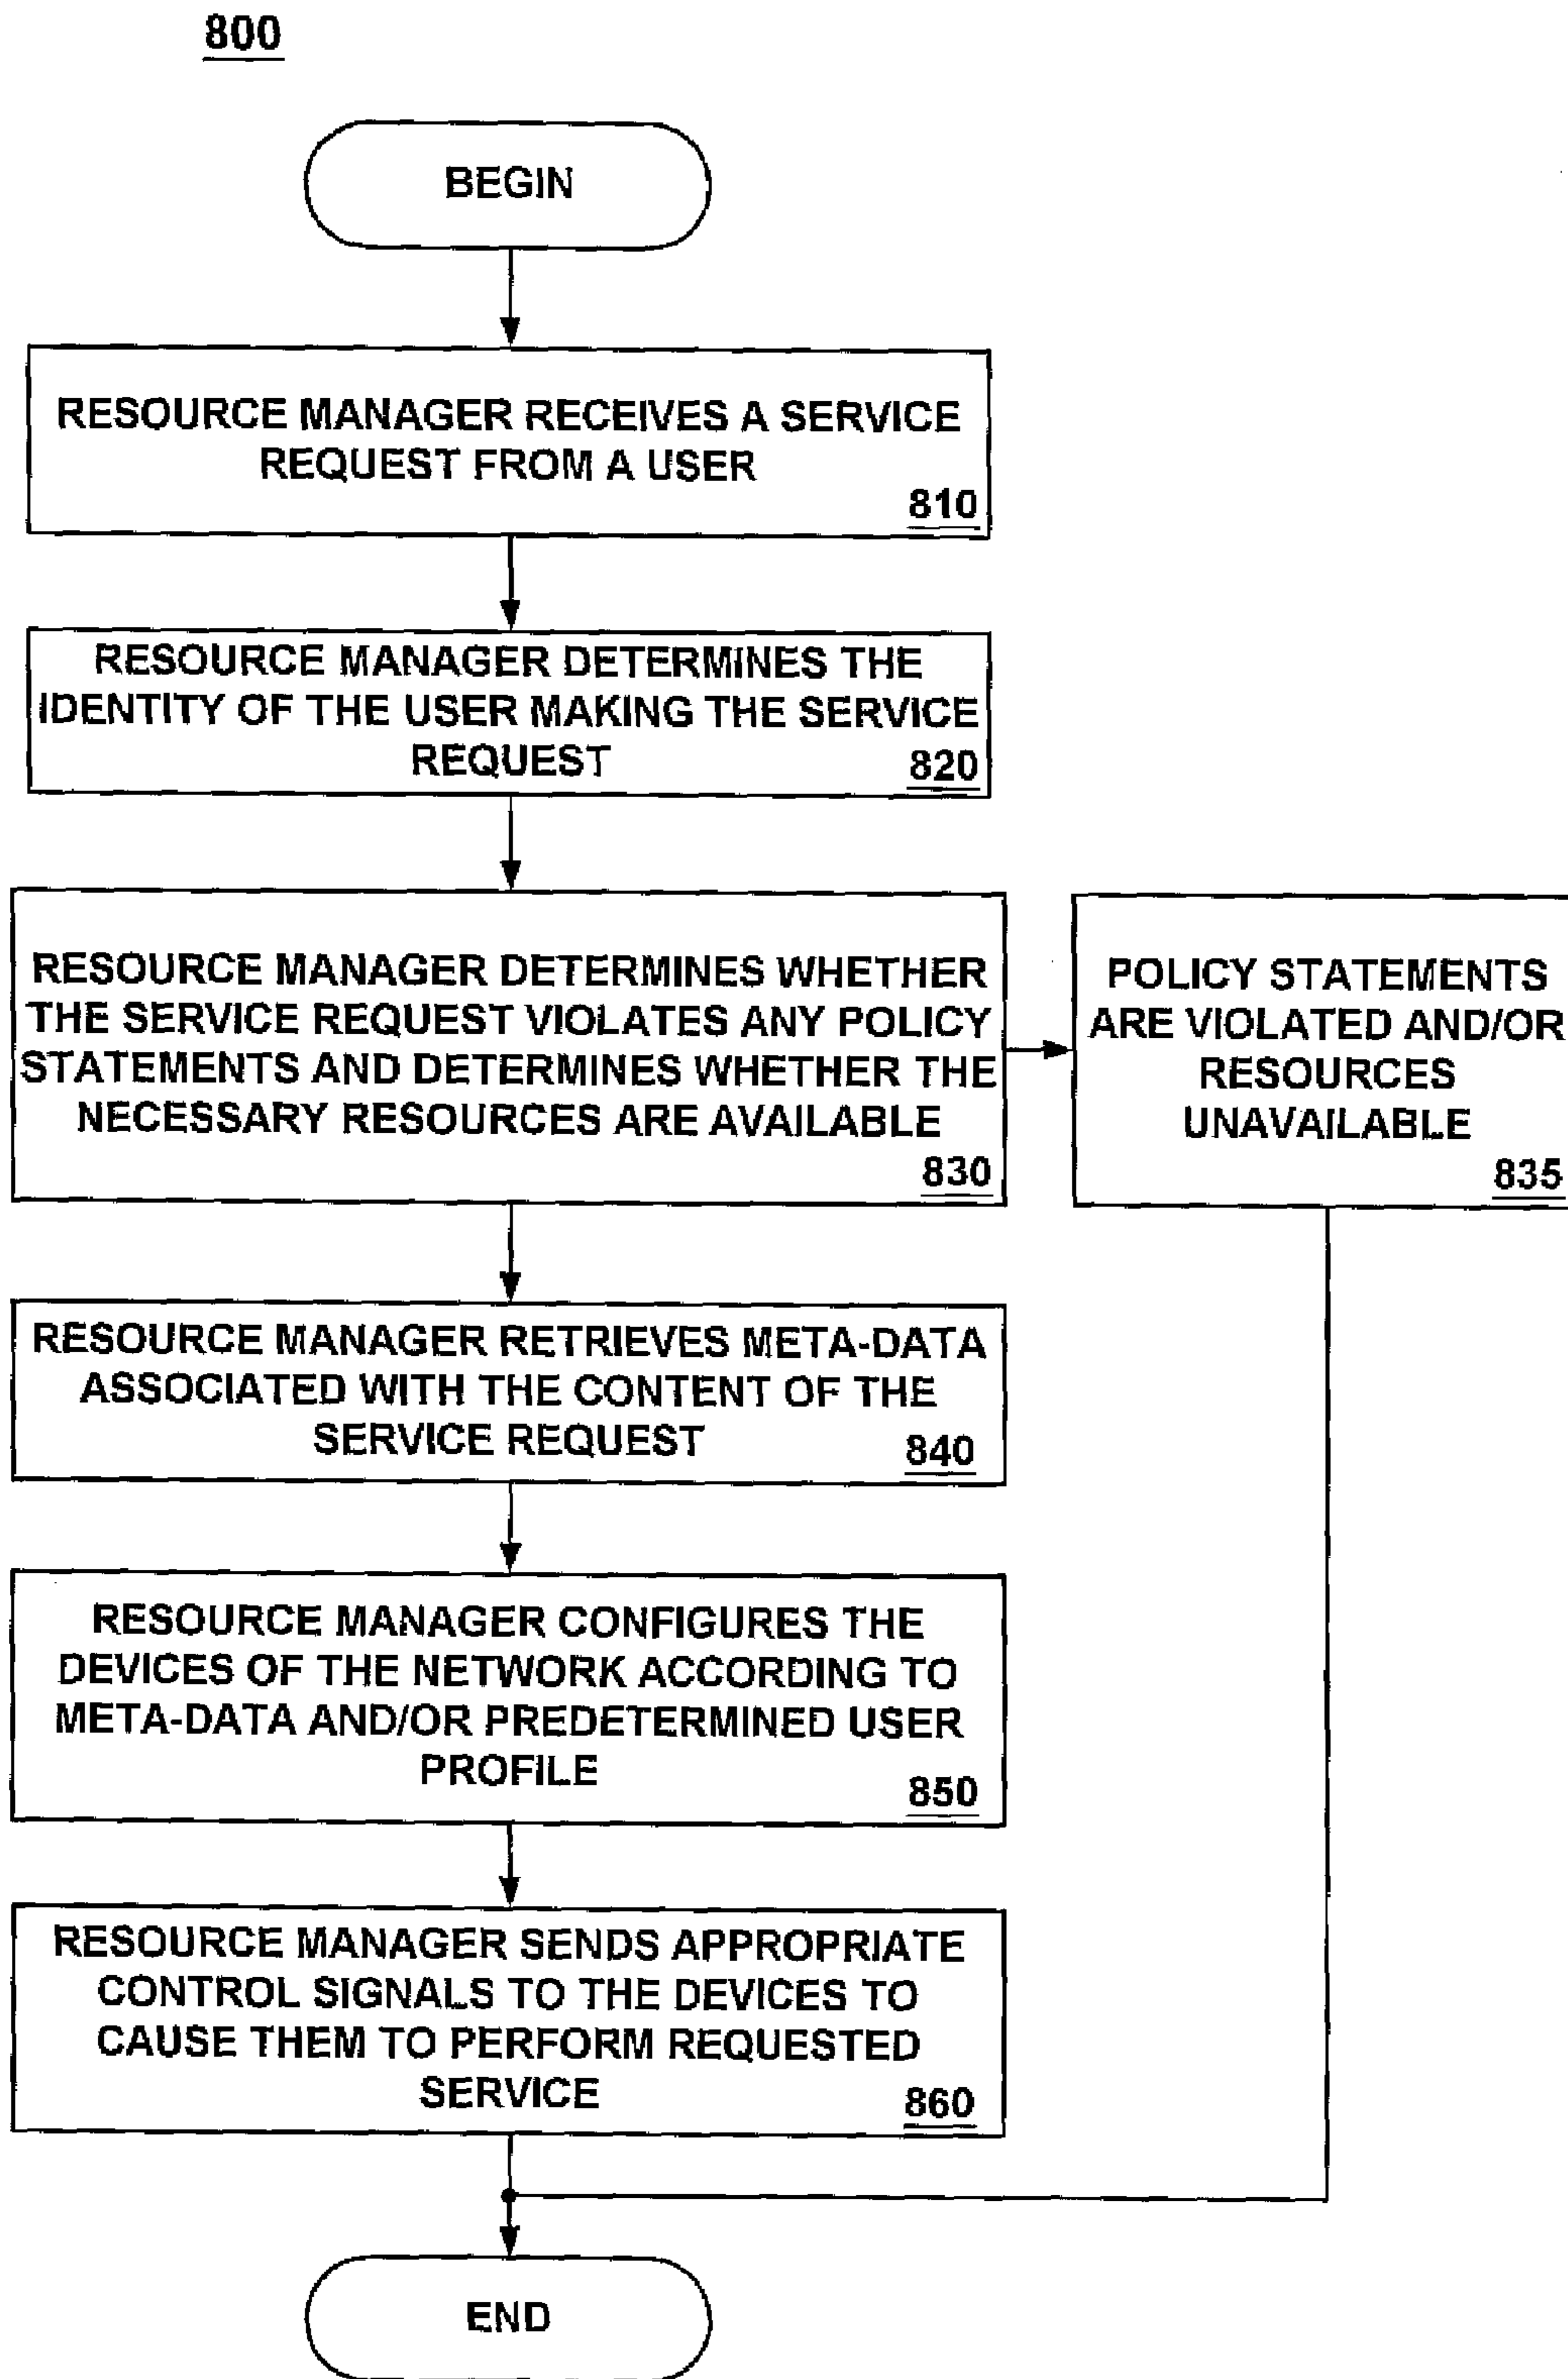 800
BEGIN
RESOURCE MANAGER RECEIVES A SERVICE
REQUEST FROM A USER
810
RESOURCE MANAGER DETERMINES THE
IDENTITY OF THE USER MAKING THE SERVICE
REQUEST
820
RESOURCE MANAGER DETERMINES WHETHER
THE SERVICE REQUEST VIOLATES ANY POLICY
STATEMENTS AND DETERMINES WHETHER THE
NECESSARY RESOURCES ARE AVAILABLE
830
POLICY STATEMENTS
ARE VIOLATED AND/OR
RESOURCES
UNAVAILABLE
835
RESOURCE MANAGER RETRIEVES META-DATA
ASSOCIATED WITH THE CONTENT OF THE
SERVICE REQUEST
840
RESOURCE MANAGER CONFIGURES THE
DEVICES OF THE NETWORK ACCORDING TO
META-DATA AND/OR PREDETERMINED USER
PROFILE
850
RESOURCE MANAGER SENDS APPROPRIATE
CONTROL SIGNALS TO THE DEVICES TO
CAUSE THEM TO PERFORM REQUESTED
SERVICE
860
END